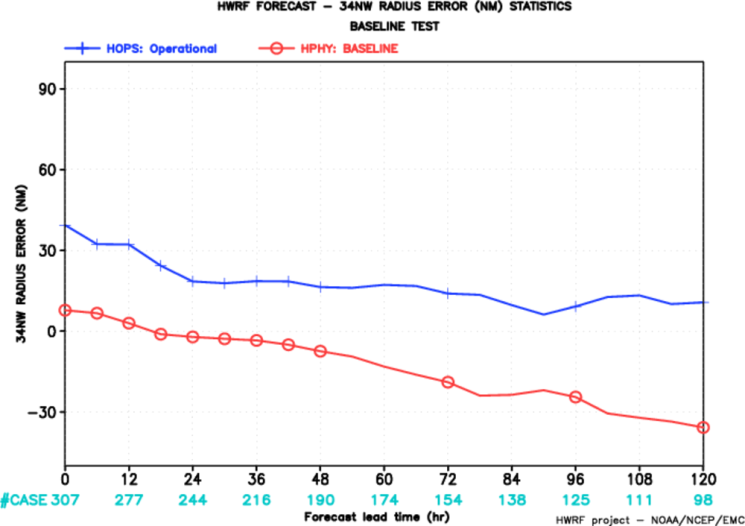 HWRF FORECAST – 34NW RADIUS ERROR (NM) STATISTICS
BASELINE TEST
HOPS: Operational HPHY: BASELINE
90
60
30
0
−30
34NW RADIUS ERROR (NM)
0 12 24 36 48 60 72 84 96 108 120
#CASE 307 277 244 216 190 174 154 138 125 111 98
Forecast lead time (hr)
HWRF project – NOAA/NCEP/EMC